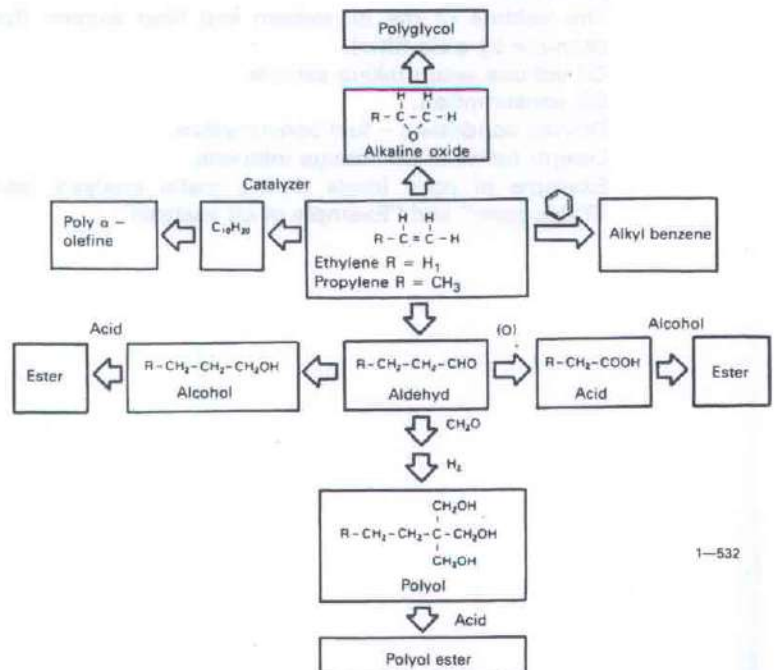 Polyglycol
H H
R-C-C-H
O
Alkaline oxide
Catalyzer
Poly α -
olefine
C₁₀H₂₀
H H
R-C=C-H
Ethylene R = H₁
Propylene R = CH₃
Alkyl benzene
Acid
(O)
Alcohol
Ester
R-CH₂-CH₂-CH₂OH
Alcohol
R-CH₂-CH₂-CHO
Aldehyd
R-CH₂-COOH
Acid
Ester
CH₂O
H₂
CH₂OH
R-CH₂-CH₂-C-CH₂OH
CH₂OH
Polyol
1—532
Acid
Polyol ester